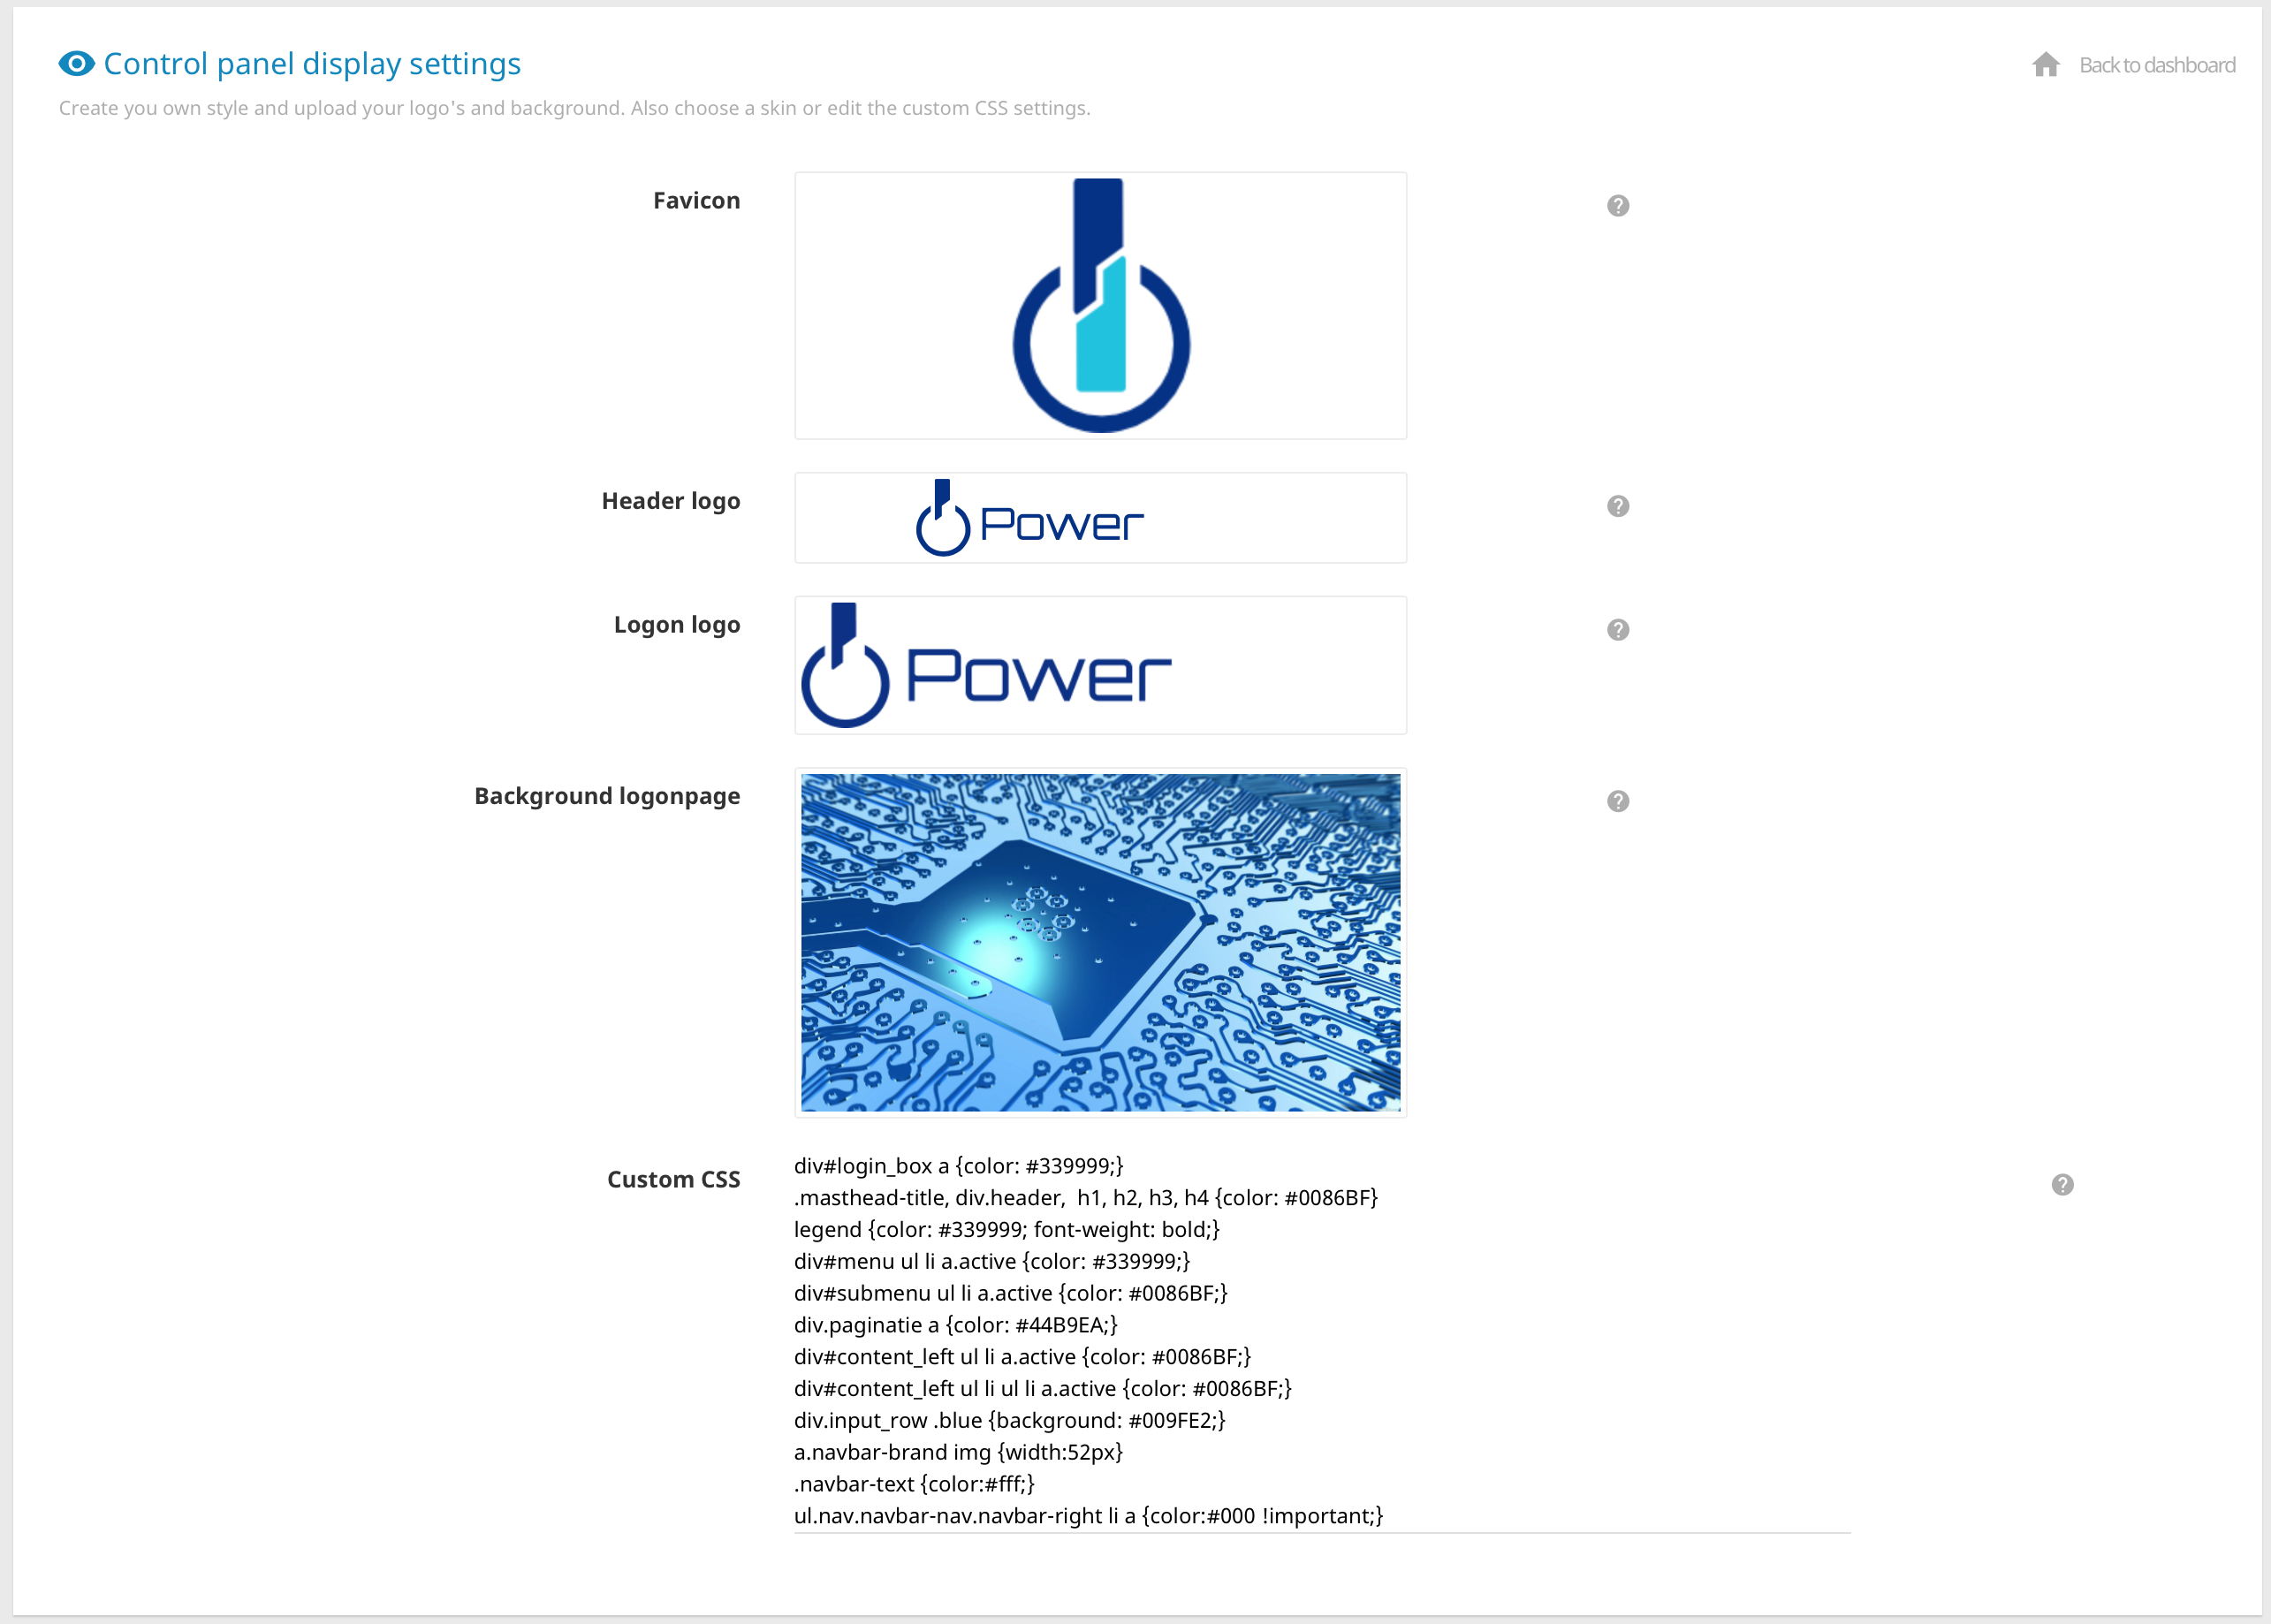 Control panel display settings
Back to dashboard
Create you own style and upload your logo's and background. Also choose a skin or edit the custom CSS settings.
Favicon
Header logo
Power
Logon logo
Power
Background logonpage
Custom CSS
div#login_box a {color: #339999;}
.masthead-title, div.header,  h1, h2, h3, h4 {color: #0086BF}
legend {color: #339999; font-weight: bold;}
div#menu ul li a.active {color: #339999;}
div#submenu ul li a.active {color: #0086BF;}
div.paginatie a {color: #44B9EA;}
div#content_left ul li a.active {color: #0086BF;}
div#content_left ul li ul li a.active {color: #0086BF;}
div.input_row .blue {background: #009FE2;}
a.navbar-brand img {width:52px}
.navbar-text {color:#fff;}
ul.nav.navbar-nav.navbar-right li a {color:#000 !important;}